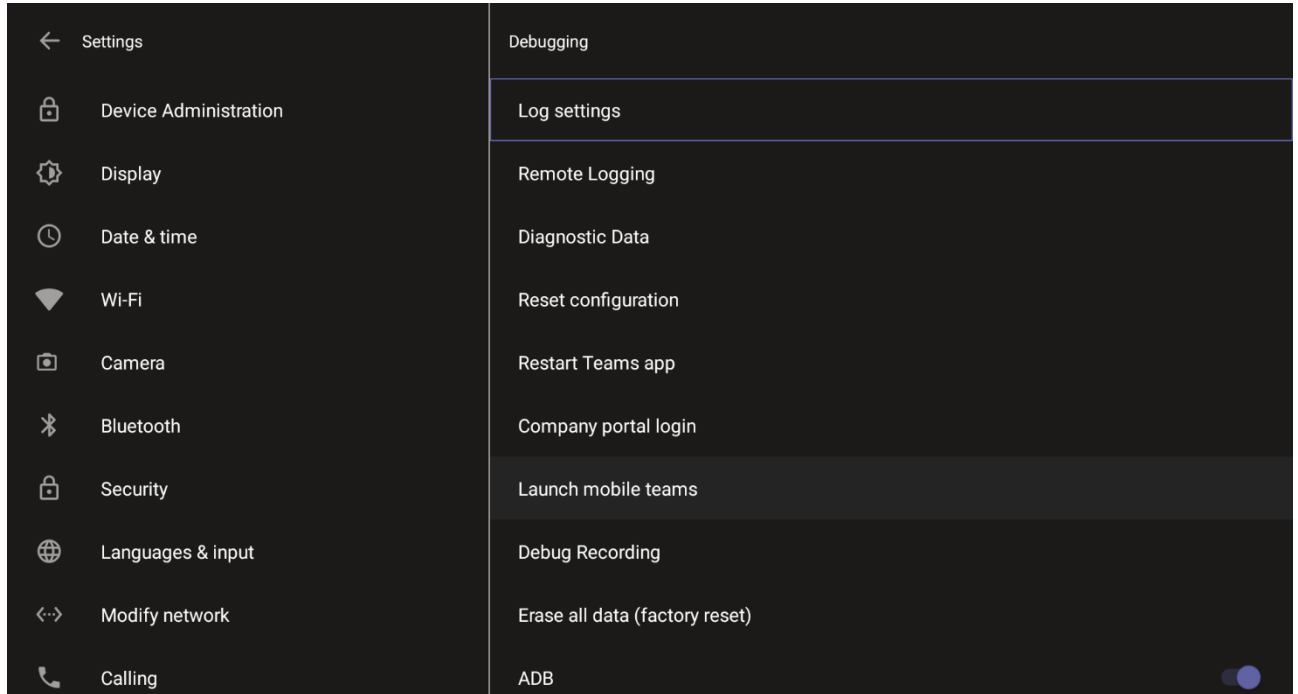 Settings
Device Administration
Display
Date & time
Wi-Fi
Camera
Bluetooth
Security
Languages & input
Modify network
Calling
Debugging
Log settings
Remote Logging
Diagnostic Data
Reset configuration
Restart Teams app
Company portal login
Launch mobile teams
Debug Recording
Erase all data (factory reset)
ADB